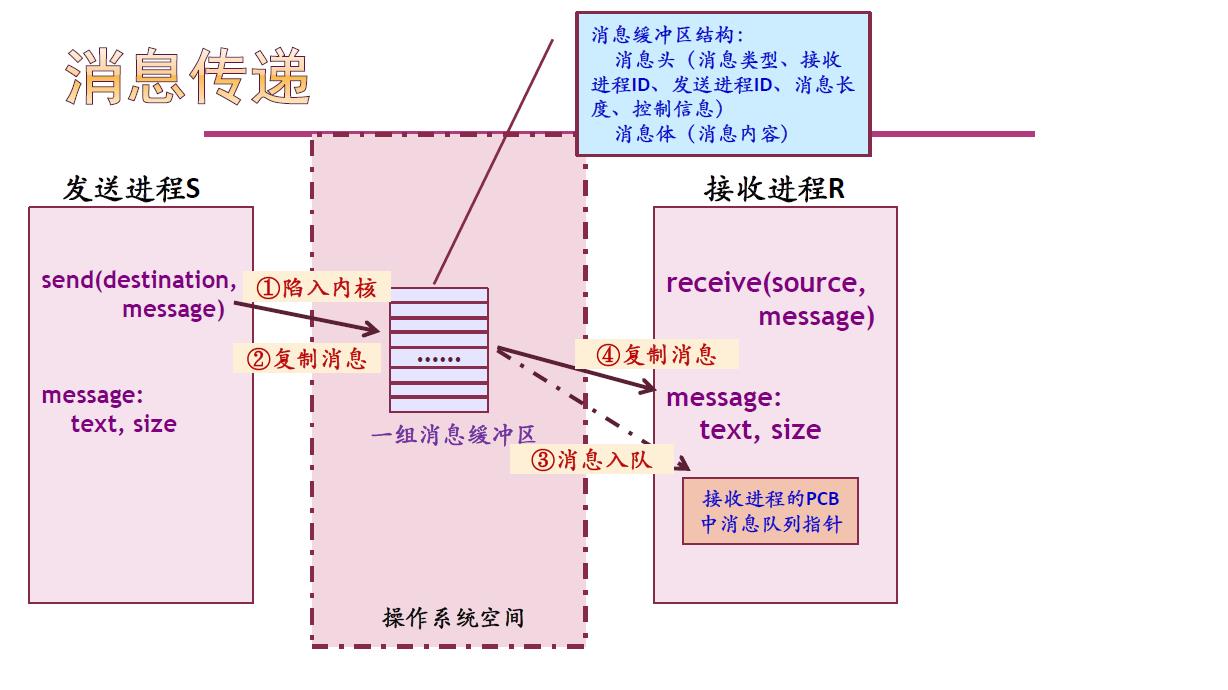 消息传递
消息缓冲区结构：
消息头（消息类型、接收
进程ID、发送进程ID、消息长
度、控制信息）
消息体（消息内容）
发送进程S
send(destination,
message)
message:
text, size
①陷入内核
②复制消息
......
一组消息缓冲区
③消息入队
④复制消息
操作系统空间
接收进程R
receive(source,
message)
message:
text, size
接收进程的PCB
中消息队列指针